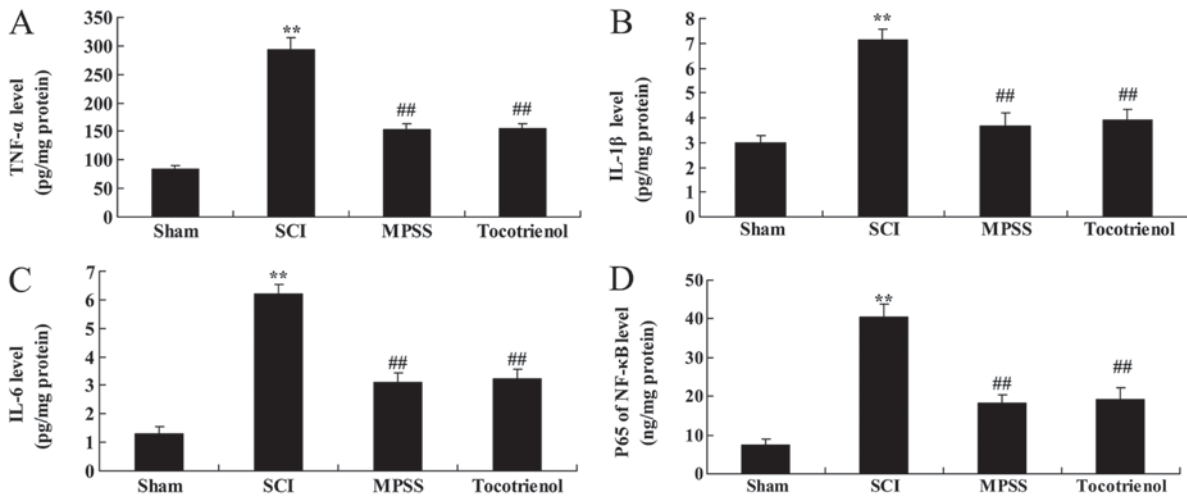 A
TNF-α level
(pg/mg protein)
350
300
250
200
150
100
50
0
**
##
##
Sham SCI MPSS Tocotrienol
B
IL-1β level
(pg/mg protein)
8
7
6
5
4
3
2
1
0
**
##
##
Sham SCI MPSS Tocotrienol
C
IL-6 level
(pg/mg protein)
7
6
5
4
3
2
1
0
**
##
##
Sham SCI MPSS Tocotrienol
D
P65 of NF-κB level
(ng/mg protein)
50
40
30
20
10
0
**
##
##
Sham SCI MPSS Tocotrienol